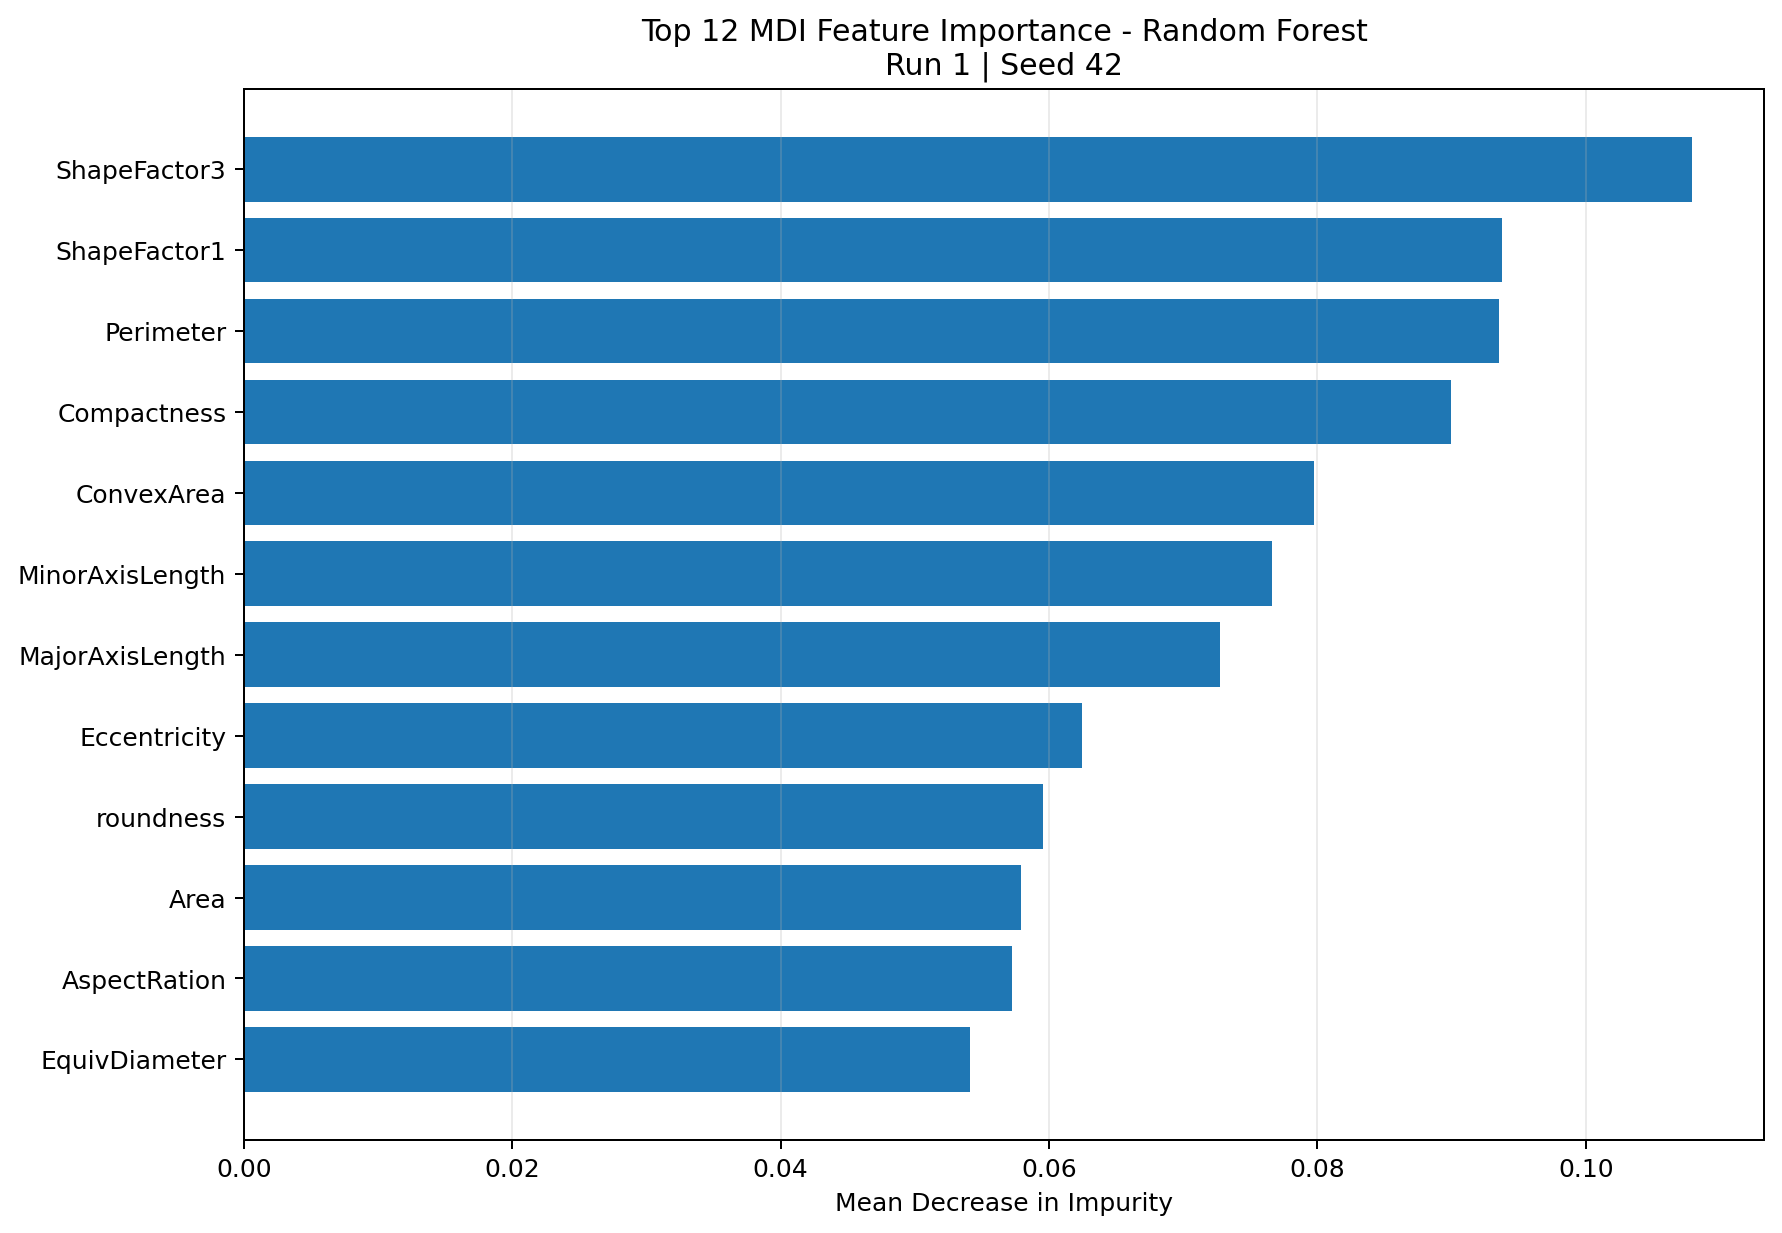 Top 12 MDI Feature Importance - Random Forest
Run 1 | Seed 42
ShapeFactor3
ShapeFactor1
Perimeter
Compactness
ConvexArea
MinorAxisLength
MajorAxisLength
Eccentricity
roundness
Area
AspectRation
EquivDiameter
0.00 0.02 0.04 0.06 0.08 0.10
Mean Decrease in Impurity